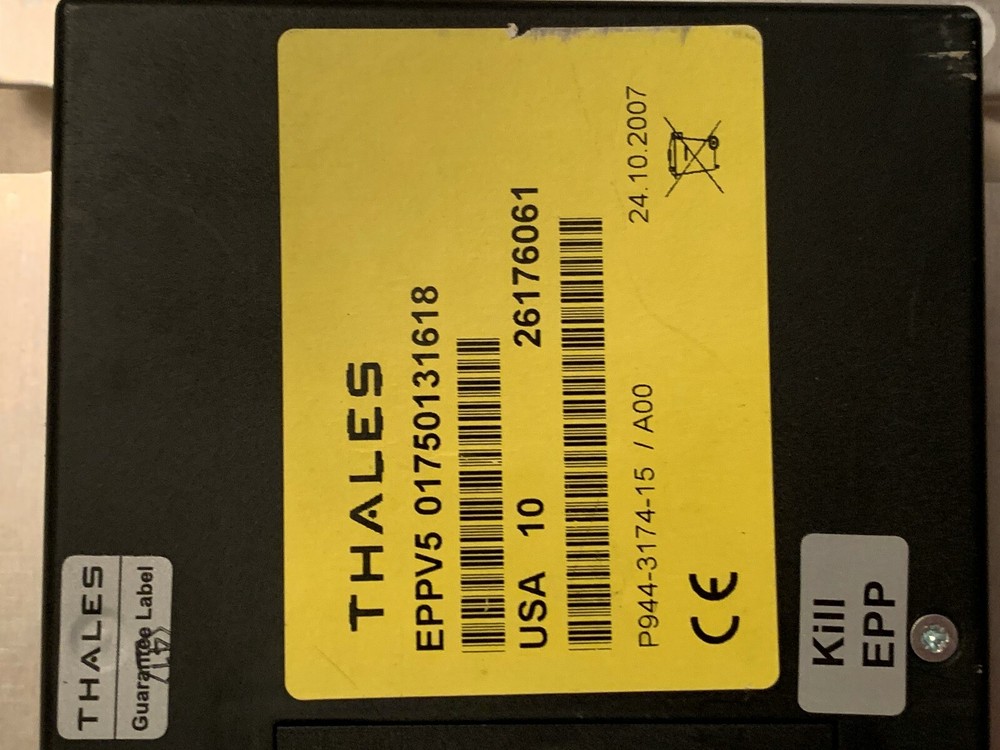 THALES
Guarantee Label
THALES
EPPV5 01750131618
USA 10 26176061
P944-3174-15 / A00 24.10.2007
CE
Kill
EPP